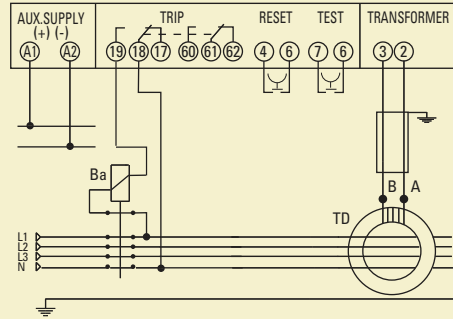 AUX.SUPPLY TRIP RESET TEST TRANSFORMER
(+) (-)
A1 A2 19 18 17 60 61 62 4 6 7 6 3 2
Ba
B A
TD
L1
L2
L3
N